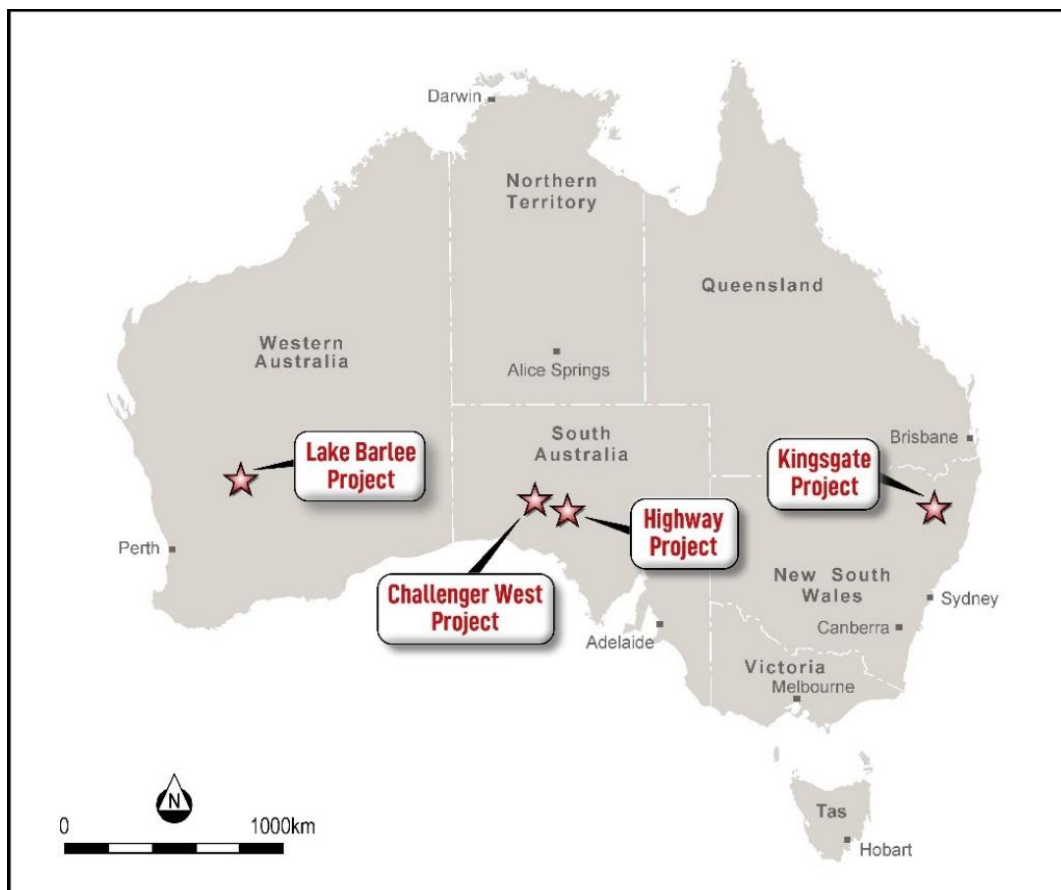 Darwin
Northern
Territory
Queensland
Western
Australia
Alice Springs
South
Australia
Brisbane
Lake Barlee
Project
Kingsgate
Project
Highway
Project
Perth
Challenger West
Project
New South
Wales
Sydney
Canberra
Adelaide
Victoria
Melbourne
N
0 1000km
Tas
Hobart